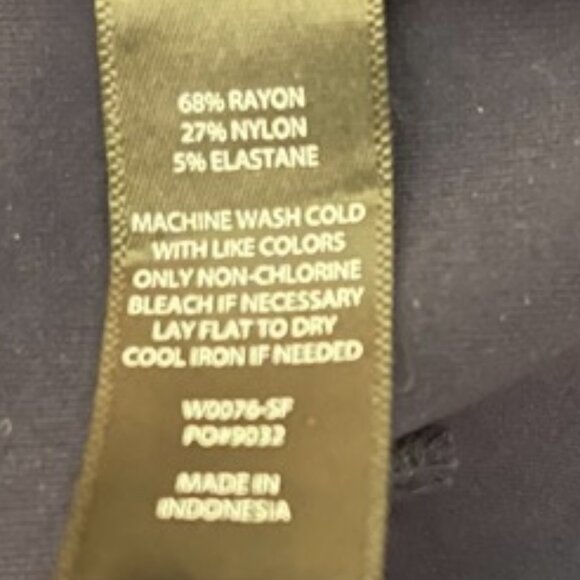 68% RAYON
27% NYLON
5% ELASTANE
MACHINE WASH COLD
WITH LIKE COLORS
ONLY NON-CHLORINE
BLEACH IF NECESSARY
LAY FLAT TO DRY
COOL IRON IF NEEDED
W0076-SF
PO#9032
MADE IN
INDONESIA